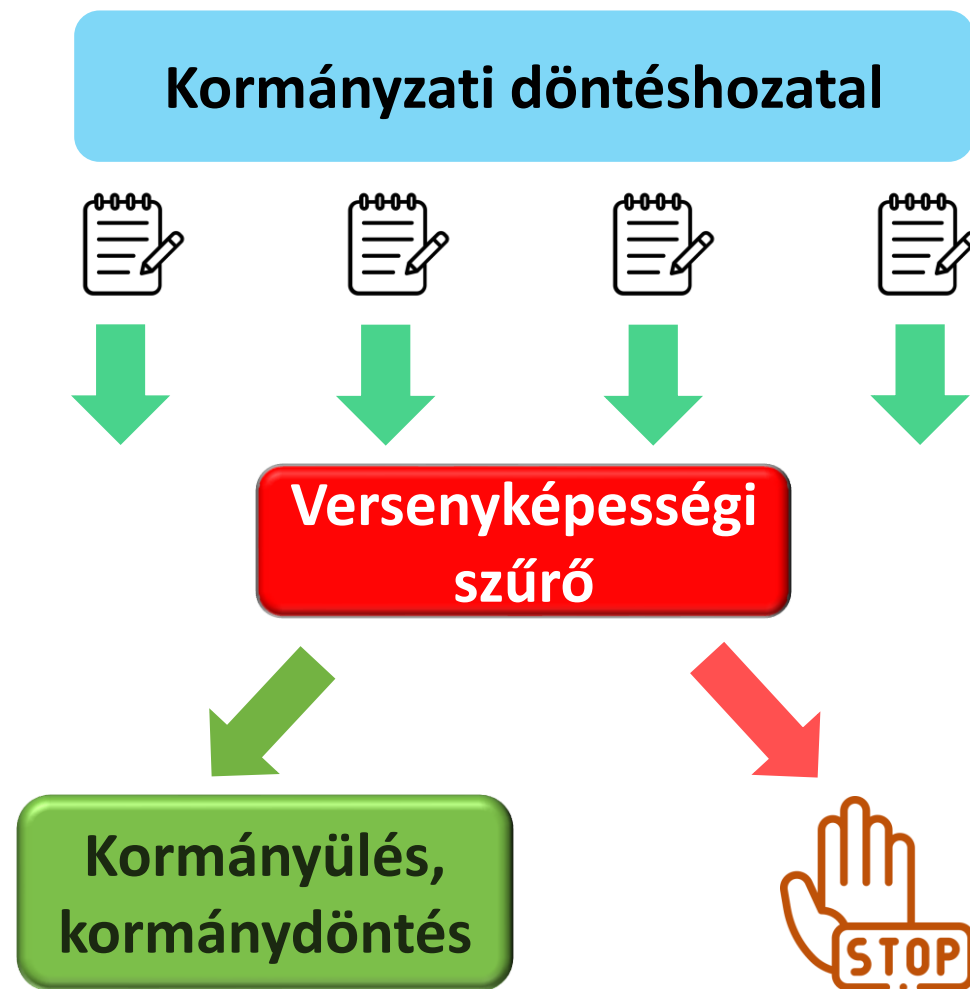 Kormányzati döntéshozatal
Versenyképességi
szűrő
Kormányülés,
kormánydöntés
STOP